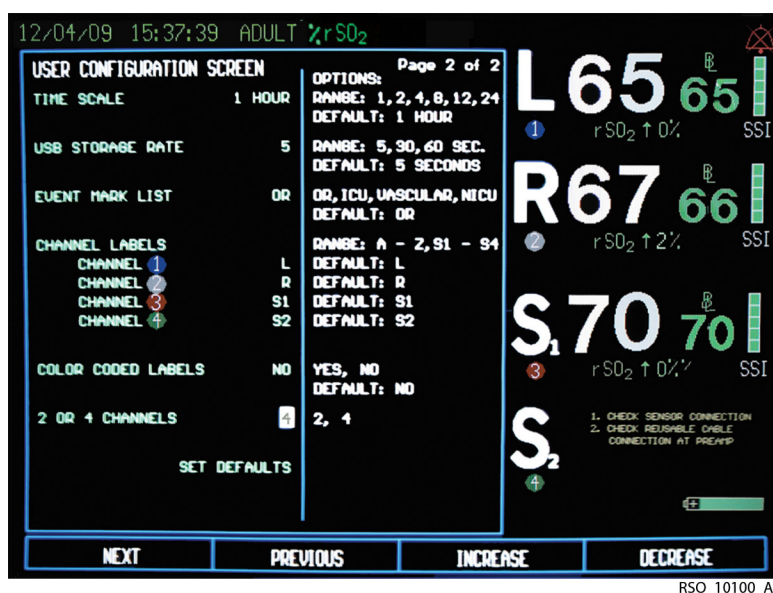 12/04/09 15:37:39 ADULT %rSO2
USER CONFIGURATION SCREEN
Page 2 of 2
OPTIONS:
TIME SCALE 1 HOUR RANGE: 1,2,4,8,12,24
DEFAULT: 1 HOUR
USB STORAGE RATE 5 RANGE: 5,30,60 SEC.
DEFAULT: 5 SECONDS
EVENT MARK LIST OR OR,ICU,VASCULAR,NICU
DEFAULT: OR
CHANNEL LABELS RANGE: A - Z,S1 - S4
CHANNEL 1 L DEFAULT: L
CHANNEL 2 R DEFAULT: R
CHANNEL 3 S1 DEFAULT: S1
CHANNEL 4 S2 DEFAULT: S2
COLOR CODED LABELS NO YES, NO
DEFAULT: NO
2 OR 4 CHANNELS 4 2, 4
SET DEFAULTS
L 65 BL 65
1 rSO2 ↑ 0% SSI
R 67 BL 66
2 rSO2 ↑ 2% SSI
S1 70 BL 70
3 rSO2 ↑ 0% SSI
S2
4
1. CHECK SENSOR CONNECTION
2. CHECK REUSABLE CABLE
CONNECTION AT PREAMP
NEXT PREVIOUS INCREASE DECREASE
RSO_10100_A